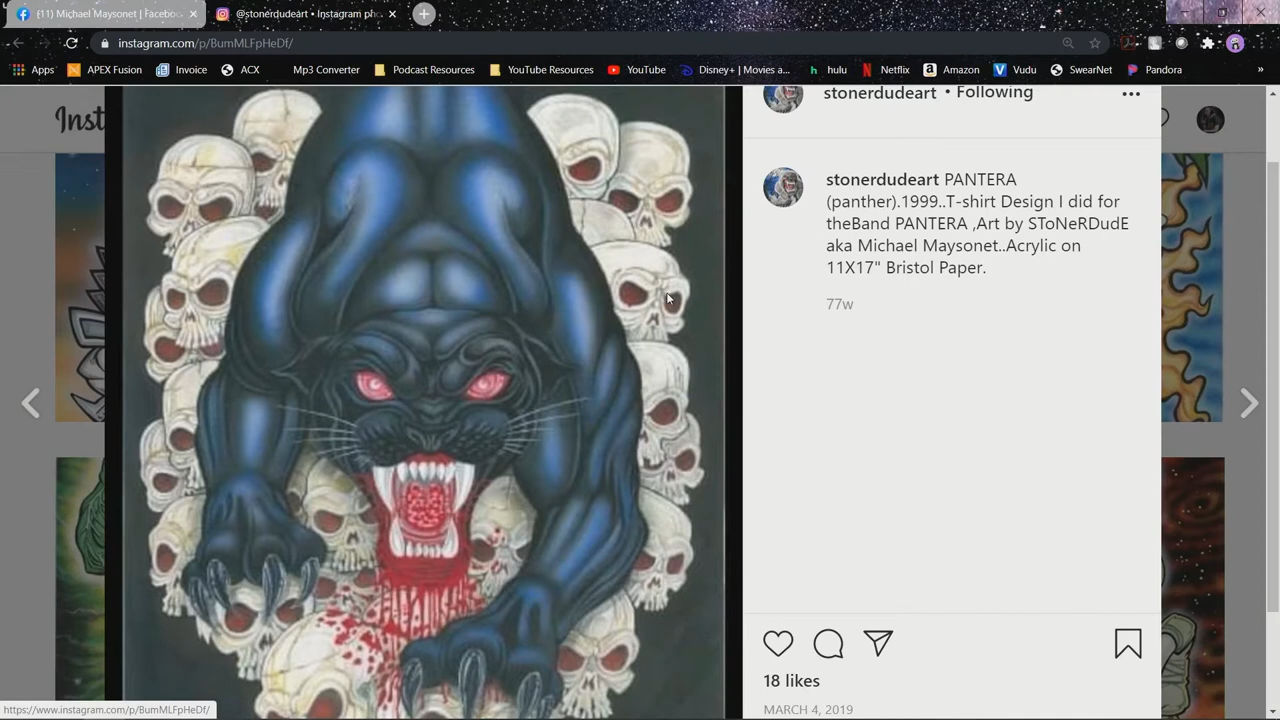 (11) Michael Maysonet | Facebook
@stonerdudeart • Instagram pho
instagram.com/p/BumMLFpHeDf/
Apps APEX Fusion Invoice ACX Mp3 Converter Podcast Resources YouTube Resources YouTube Disney+ | Movies a... hulu Netflix Amazon Vudu SwearNet Pandora »
Inst
stonerdudeart • Following
stonerdudeart PANTERA
(panther).1999..T-shirt Design I did for
theBand PANTERA ,Art by SToNeRDudE
aka Michael Maysonet..Acrylic on
11X17" Bristol Paper.
77w
18 likes
MARCH 4, 2019
https://www.instagram.com/p/BumMLFpHeDf/